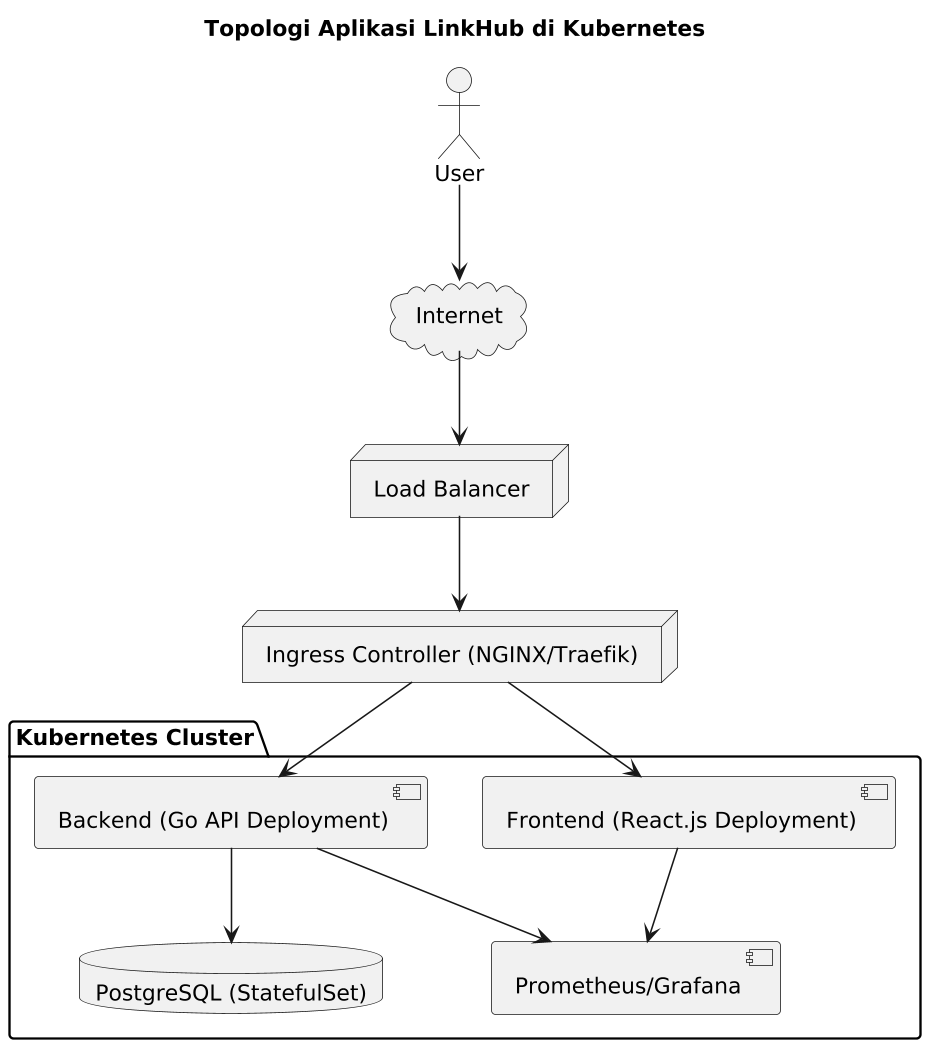 Topologi Aplikasi LinkHub di Kubernetes
User
Internet
Load Balancer
Ingress Controller (NGINX/Traefik)
Kubernetes Cluster
Backend (Go API Deployment)
Frontend (React.js Deployment)
PostgreSQL (StatefulSet)
Prometheus/Grafana